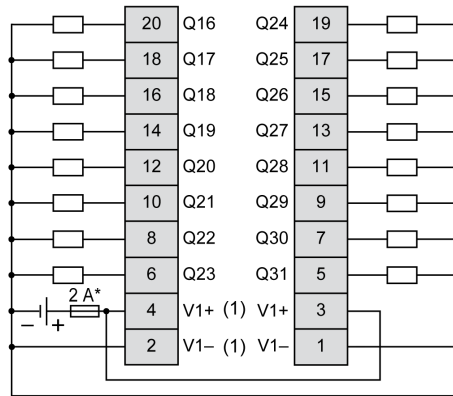 20 Q16 Q24 19
18 Q17 Q25 17
16 Q18 Q26 15
14 Q19 Q27 13
12 Q20 Q28 11
10 Q21 Q29 9
8 Q22 Q30 7
6 Q23 Q31 5
2 A*
– + 4 V1+ (1) V1+ 3
2 V1– (1) V1– 1